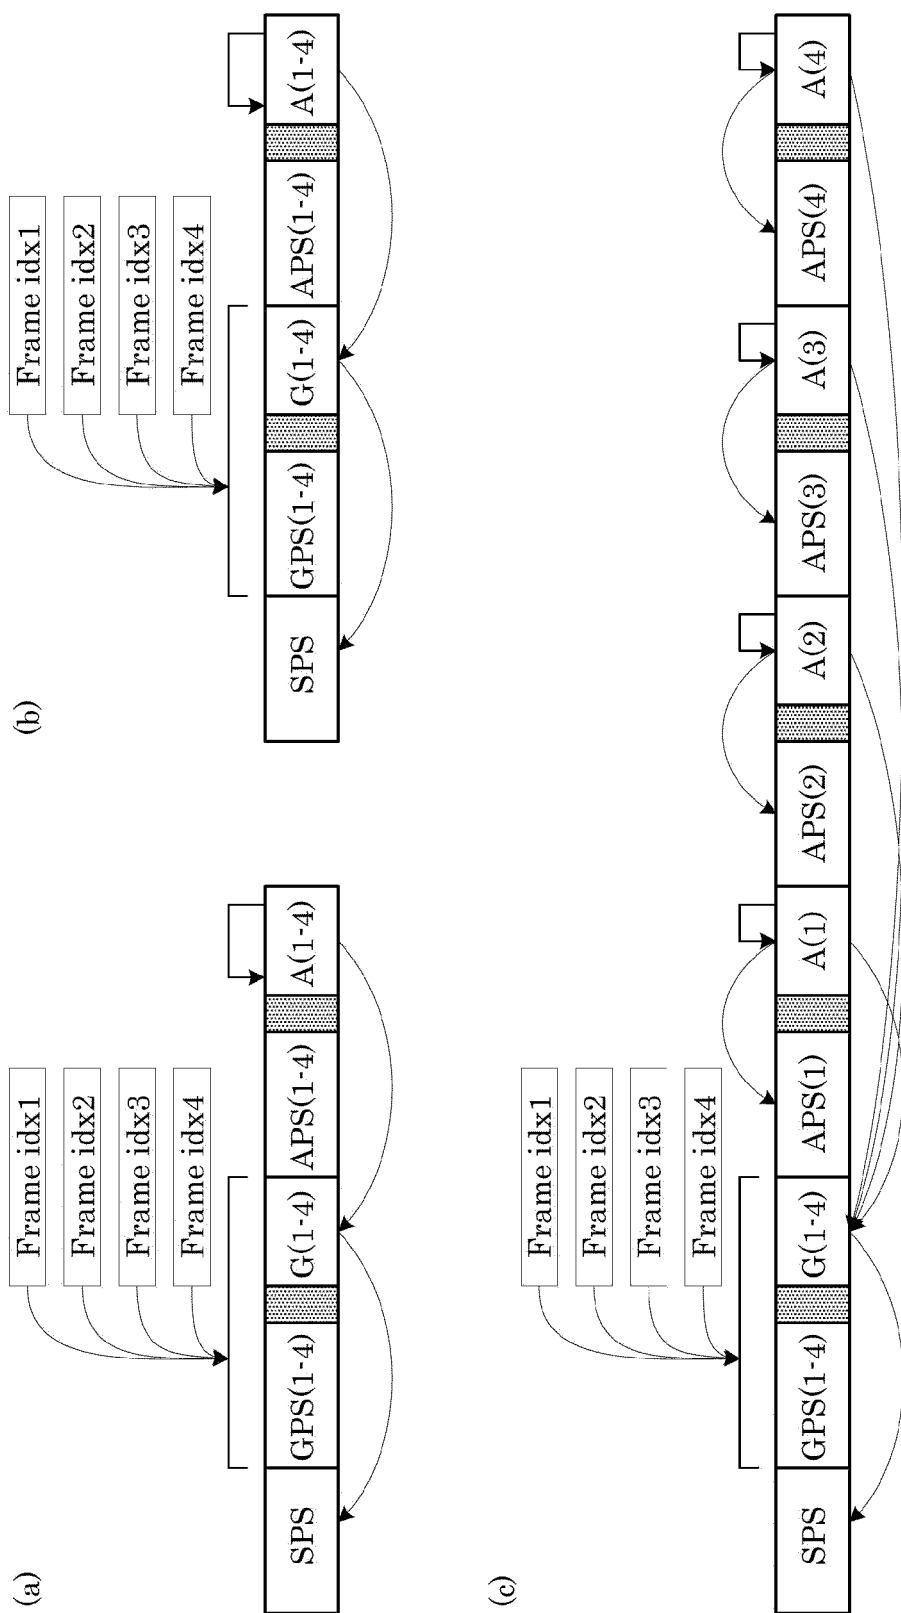 (a)
Frame idx1
Frame idx2
Frame idx3
Frame idx4
SPS
GPS(1-4)
G(1-4)
APS(1-4)
A(1-4)
(b)
Frame idx1
Frame idx2
Frame idx3
Frame idx4
SPS
GPS(1-4)
G(1-4)
APS(1-4)
A(1-4)
(c)
Frame idx1
Frame idx2
Frame idx3
Frame idx4
SPS
GPS(1-4)
G(1-4)
APS(1)
A(1)
APS(2)
A(2)
APS(3)
A(3)
APS(4)
A(4)